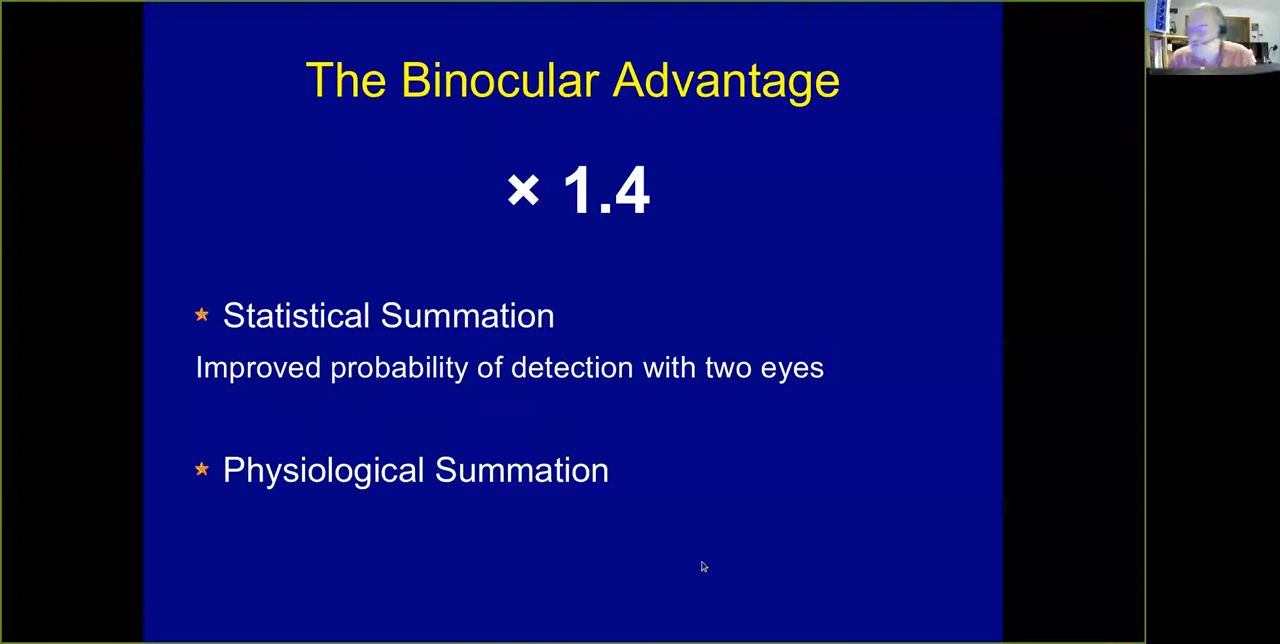 The Binocular Advantage
× 1.4
Statistical Summation
Improved probability of detection with two eyes
Physiological Summation